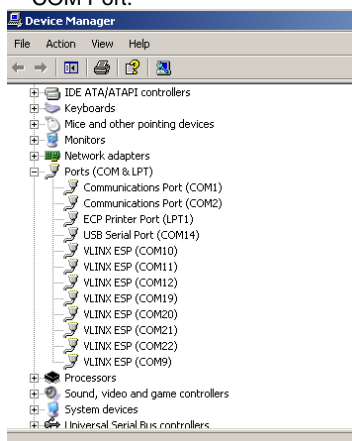 COM Port.
Device Manager
File Action View Help
IDE ATA/ATAPI controllers
Keyboards
Mice and other pointing devices
Monitors
Network adapters
Ports (COM & LPT)
Communications Port (COM1)
Communications Port (COM2)
ECP Printer Port (LPT1)
USB Serial Port (COM14)
VLINX ESP (COM10)
VLINX ESP (COM11)
VLINX ESP (COM12)
VLINX ESP (COM19)
VLINX ESP (COM20)
VLINX ESP (COM21)
VLINX ESP (COM22)
VLINX ESP (COM9)
Processors
Sound, video and game controllers
System devices
Universal Serial Bus controllers